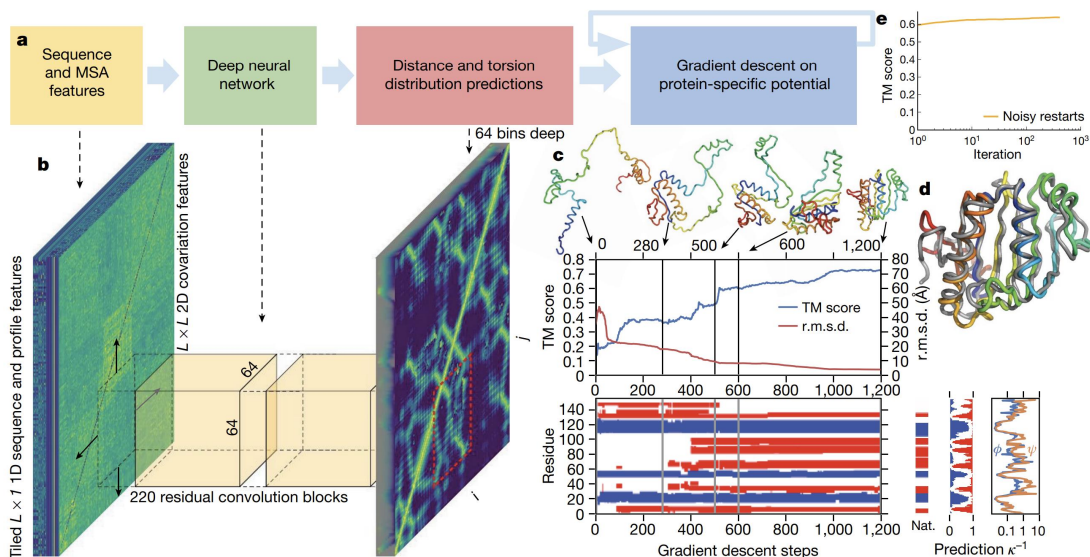 a
Sequence
and MSA
features
Deep neural
network
Distance and torsion
distribution predictions
Gradient descent on
protein-specific potential
e
TM score
0.6
0.4
0.2
0
10⁰
10¹
10²
10³
Noisy restarts
Iteration
b
Tiled L × 1 1D sequence and profile features
L × L 2D covariation features
64
64
220 residual convolution blocks
64 bins deep
j
i
c
0
280
500
600
1,200
TM score
0.8
0.7
0.6
0.5
0.4
0.3
0.2
0.1
0
TM score
r.m.s.d.
80
70
60
50
40
30
20
10
0
r.m.s.d. (Å)
0
200
400
600
800
1,000
1,200
Residue
140
120
100
80
60
40
20
0
0
200
400
600
800
1,000
1,200
Gradient descent steps
d
Nat.
0
1
ϕ
ψ
0.1
1
10
Prediction κ⁻¹